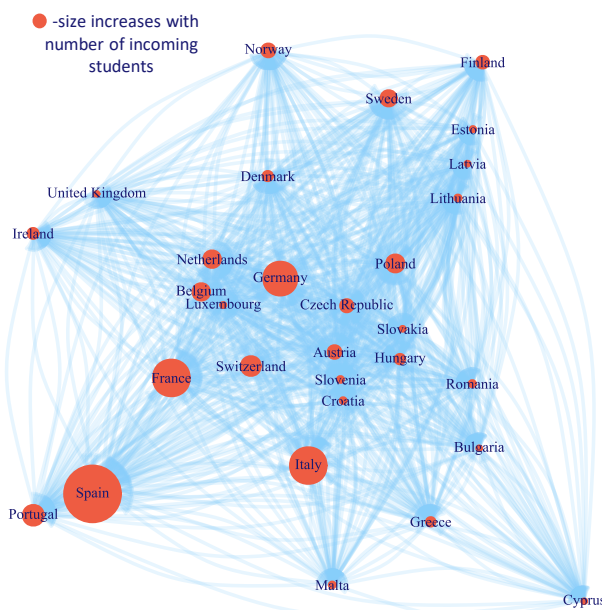 -size increases with
number of incoming
students
Norway
Finland
Sweden
Estonia
Latvia
Denmark
United Kingdom
Lithuania
Ireland
Netherlands
Poland
Germany
Belgium
Luxembourg
Czech Republic
Slovakia
Austria
Hungary
Switzerland
France
Slovenia
Romania
Croatia
Bulgaria
Italy
Spain
Portugal
Greece
Malta
Cyprus